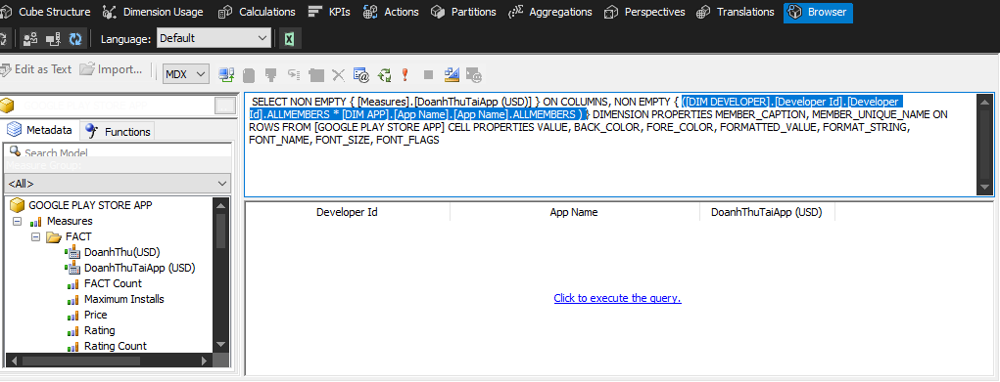 Cube Structure Dimension Usage Calculations KPIs Actions Partitions Aggregations Perspectives Translations Browser
Language: Default
Edit as Text Import... MDX
SELECT NON EMPTY { [Measures].[DoanhThuTaiApp (USD)] } ON COLUMNS, NON EMPTY { ([DIM DEVELOPER].[Developer Id].[Developer
Id].ALLMEMBERS * [DIM APP].[App Name].[App Name].ALLMEMBERS ) } DIMENSION PROPERTIES MEMBER_CAPTION, MEMBER_UNIQUE_NAME ON
ROWS FROM [GOOGLE PLAY STORE APP] CELL PROPERTIES VALUE, BACK_COLOR, FORE_COLOR, FORMATTED_VALUE, FORMAT_STRING,
FONT_NAME, FONT_SIZE, FONT_FLAGS
Metadata Functions
Search Model
<All>
GOOGLE PLAY STORE APP
Measures
FACT
DoanhThu(USD)
DoanhThuTaiApp (USD)
FACT Count
Maximum Installs
Price
Rating
Rating Count
Developer Id App Name DoanhThuTaiApp (USD)
Click to execute the query.